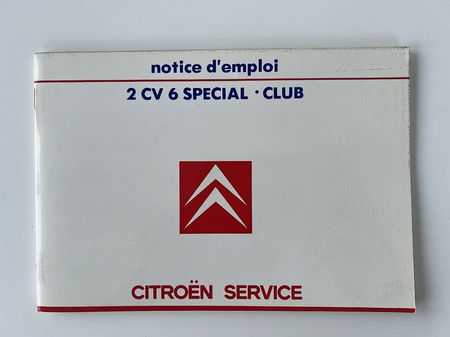 notice d'emploi
2 CV 6 SPECIAL · CLUB
CITROËN SERVICE